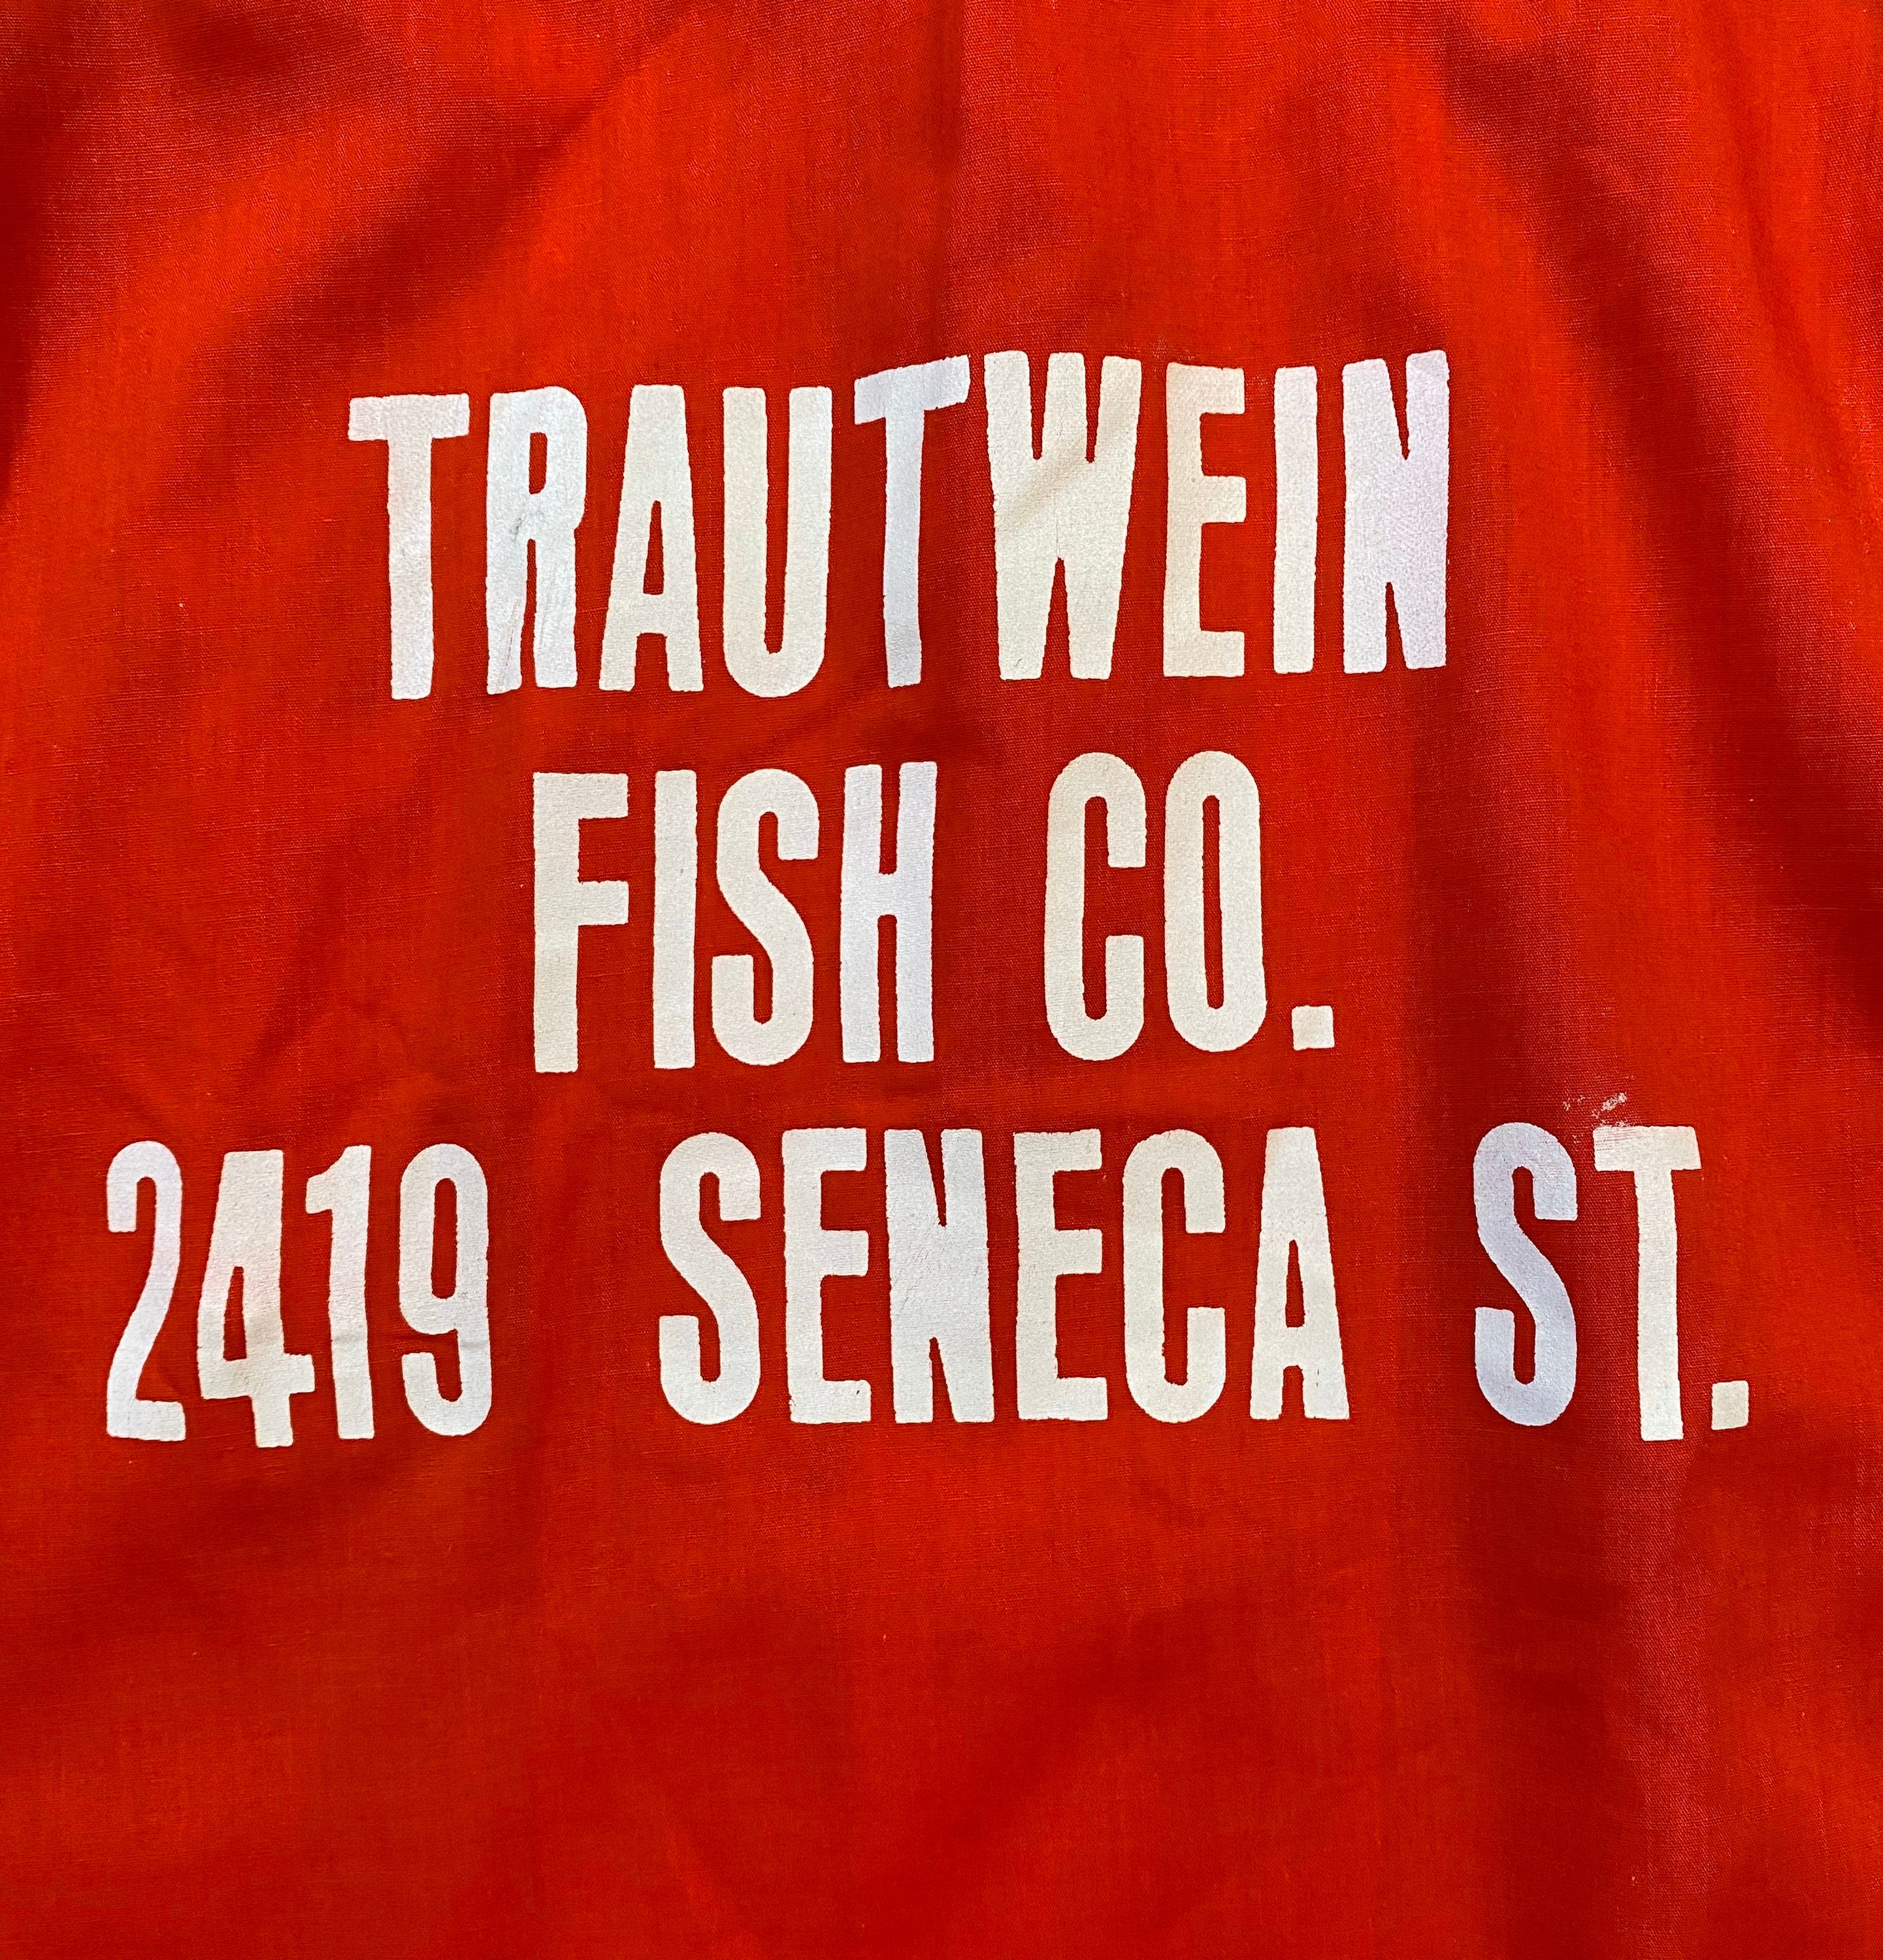 TRAUTWEIN
FISH CO.
2419 SENECA ST.